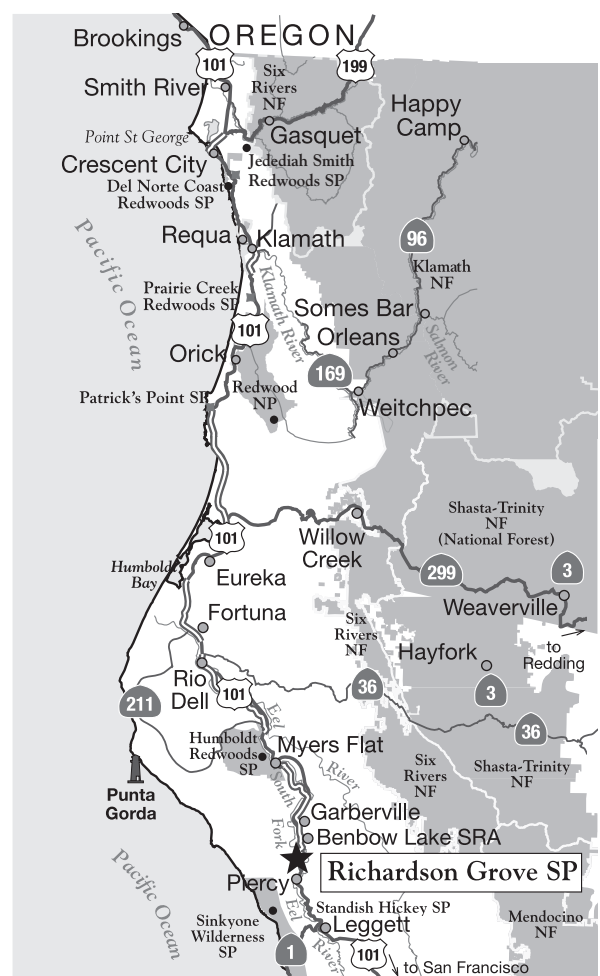 Brookings
OREGON
101
199
Smith River
Six
Rivers
NF
Happy
Camp
Point St George
Gasquet
Crescent City
Jedediah Smith
Redwoods SP
Del Norte Coast
Redwoods SP
Pacific Ocean
Requa
Klamath
96
Klamath
NF
Klamath River
Prairie Creek
Redwoods SP
Somes Bar
101
Orleans
Salmon
River
Orick
169
Redwood
NP
Patrick's Point SP
Weitchpec
Shasta-Trinity
NF
(National Forest)
101
Willow
Creek
Humboldt
Bay
Eureka
299
3
Weaverville
Fortuna
Six
Rivers
NF
to
Redding
Hayfork
Rio
Dell
101
36
3
211
Eel
River
36
Humboldt
Redwoods
SP
Myers Flat
Six
Rivers
NF
Shasta-Trinity
NF
South
Fork
Eel
River
Punta
Gorda
Garberville
Benbow Lake SRA
Richardson Grove SP
Pacific Ocean
Piercy
Standish Hickey SP
Sinkyone
Wilderness
SP
Leggett
Mendocino
NF
1
101
to San Francisco